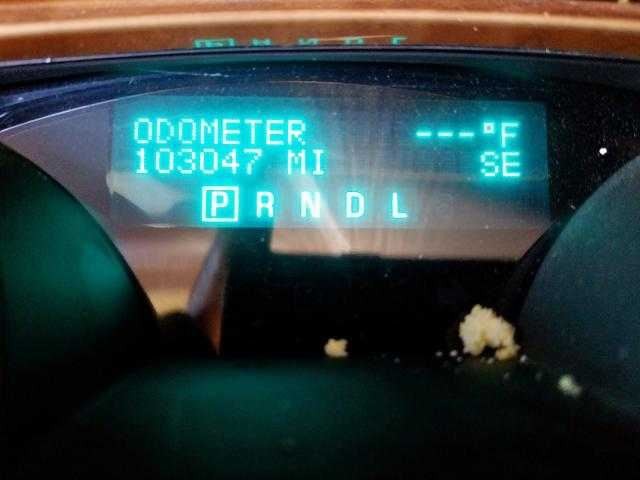 ODOMETER ---°F
103047 MI SE
P R N D L